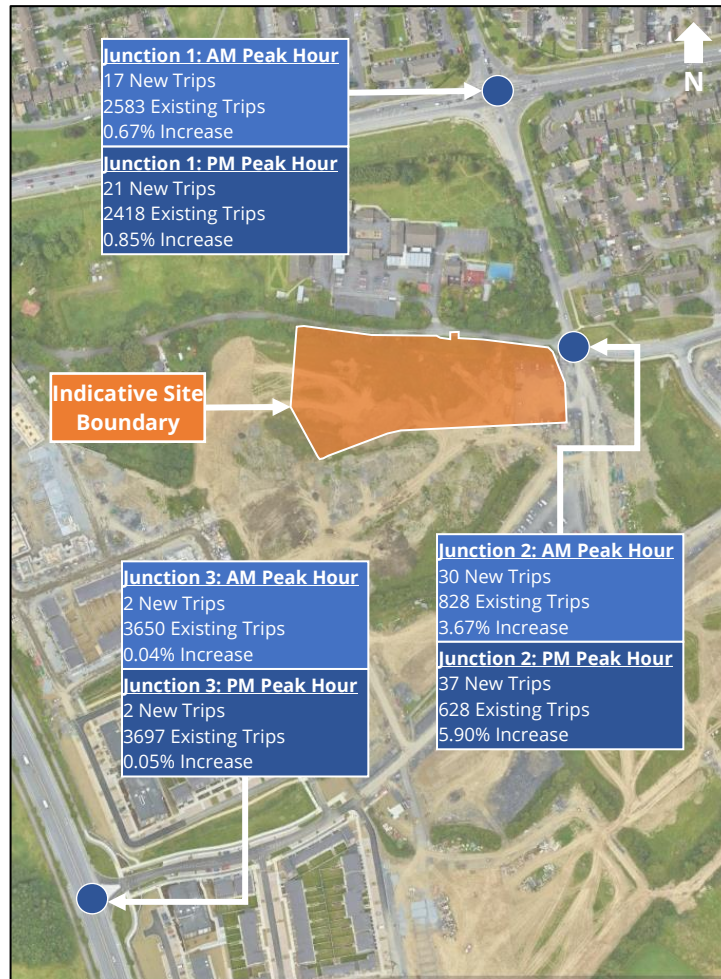 Junction 1: AM Peak Hour
17 New Trips
2583 Existing Trips
0.67% Increase
Junction 1: PM Peak Hour
21 New Trips
2418 Existing Trips
0.85% Increase
N
Indicative Site
Boundary
Junction 2: AM Peak Hour
30 New Trips
828 Existing Trips
3.67% Increase
Junction 2: PM Peak Hour
37 New Trips
628 Existing Trips
5.90% Increase
Junction 3: AM Peak Hour
2 New Trips
3650 Existing Trips
0.04% Increase
Junction 3: PM Peak Hour
2 New Trips
3697 Existing Trips
0.05% Increase